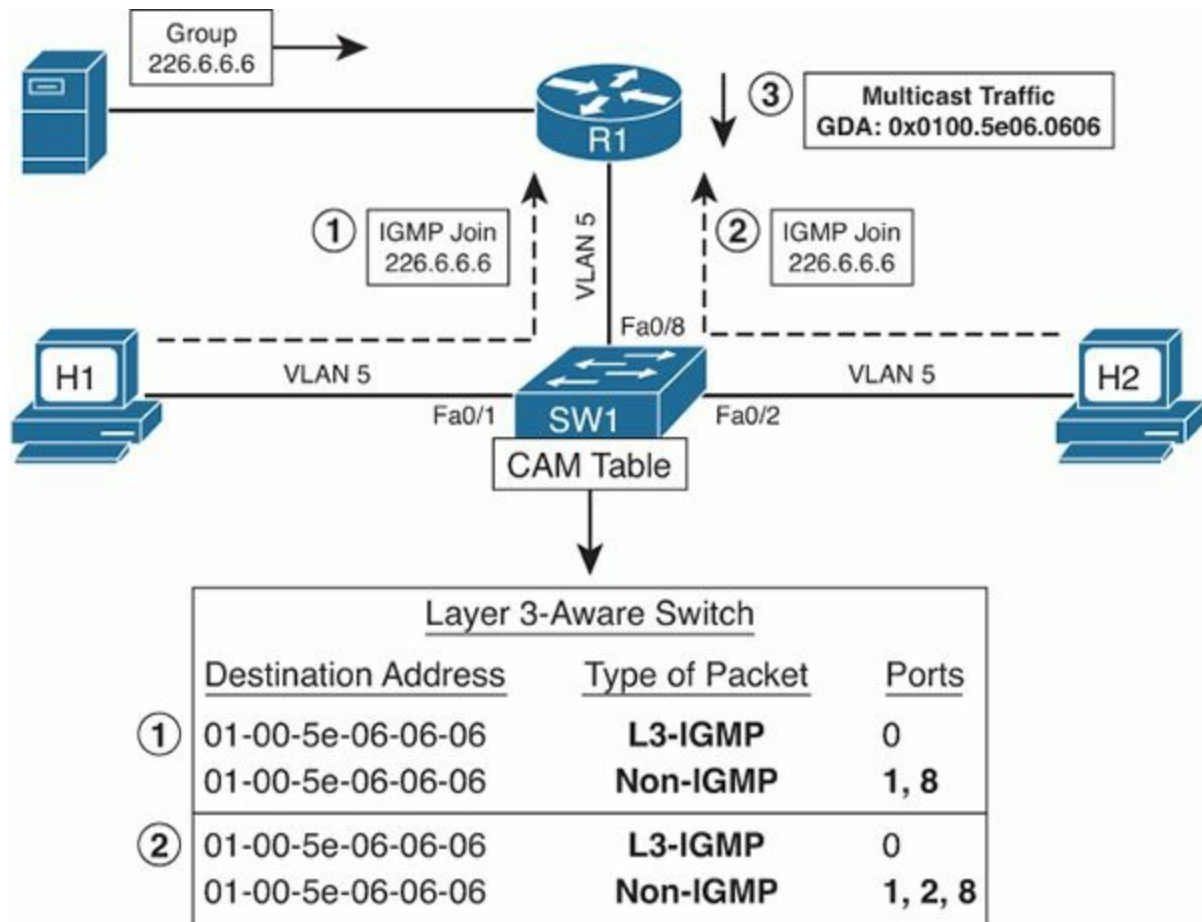 Group
226.6.6.6
R1
3
Multicast Traffic
GDA: 0x0100.5e06.0606
1
IGMP Join
226.6.6.6
VLAN 5
2
IGMP Join
226.6.6.6
Fa0/8
H1
VLAN 5
VLAN 5
H2
Fa0/1
SW1
Fa0/2
CAM Table
Layer 3-Aware Switch
Destination Address Type of Packet Ports
1 01-00-5e-06-06-06 L3-IGMP 0
01-00-5e-06-06-06 Non-IGMP 1, 8
2 01-00-5e-06-06-06 L3-IGMP 0
01-00-5e-06-06-06 Non-IGMP 1, 2, 8